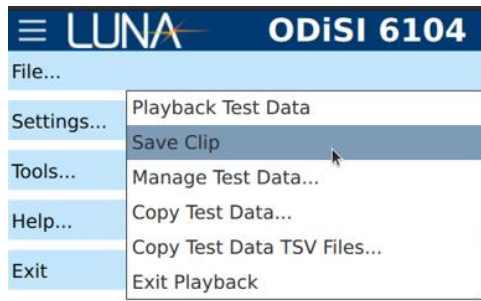 LUNA ODiSI 6104
File...
Settings...
Tools...
Help...
Exit
Playback Test Data
Save Clip
Manage Test Data...
Copy Test Data...
Copy Test Data TSV Files...
Exit Playback